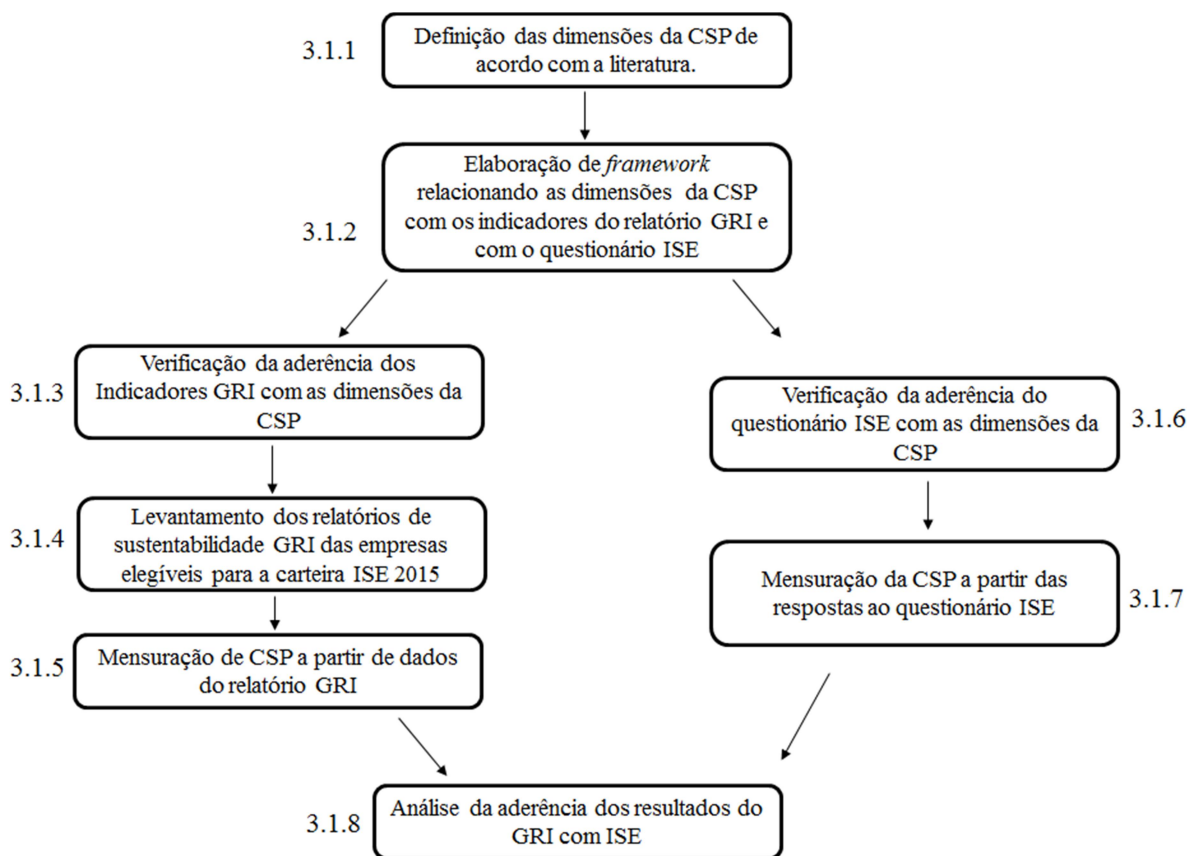 3.1.1
Definição das dimensões da CSP de
acordo com a literatura.
3.1.2
Elaboração de framework
relacionando as dimensões da CSP
com os indicadores do relatório GRI e
com o questionário ISE
3.1.3
Verificação da aderência dos
Indicadores GRI com as dimensões da
CSP
3.1.4
Levantamento dos relatórios de
sustentabilidade GRI das empresas
elegíveis para a carteira ISE 2015
3.1.5
Mensuração de CSP a partir de dados
do relatório GRI
Verificação da aderência do
questionário ISE com as dimensões da
CSP
3.1.6
Mensuração da CSP a partir das
respostas ao questionário ISE
3.1.7
3.1.8
Análise da aderência dos resultados do
GRI com ISE